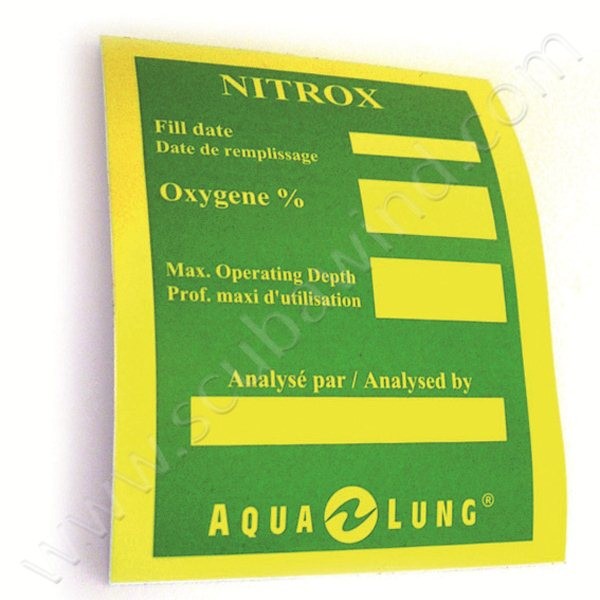 NITROX
Fill date
Date de remplissage
Oxygene %
Max. Operating Depth
Prof. maxi d'utilisation
Analysé par / Analysed by
AQUA LUNG®
www.scubawind.com